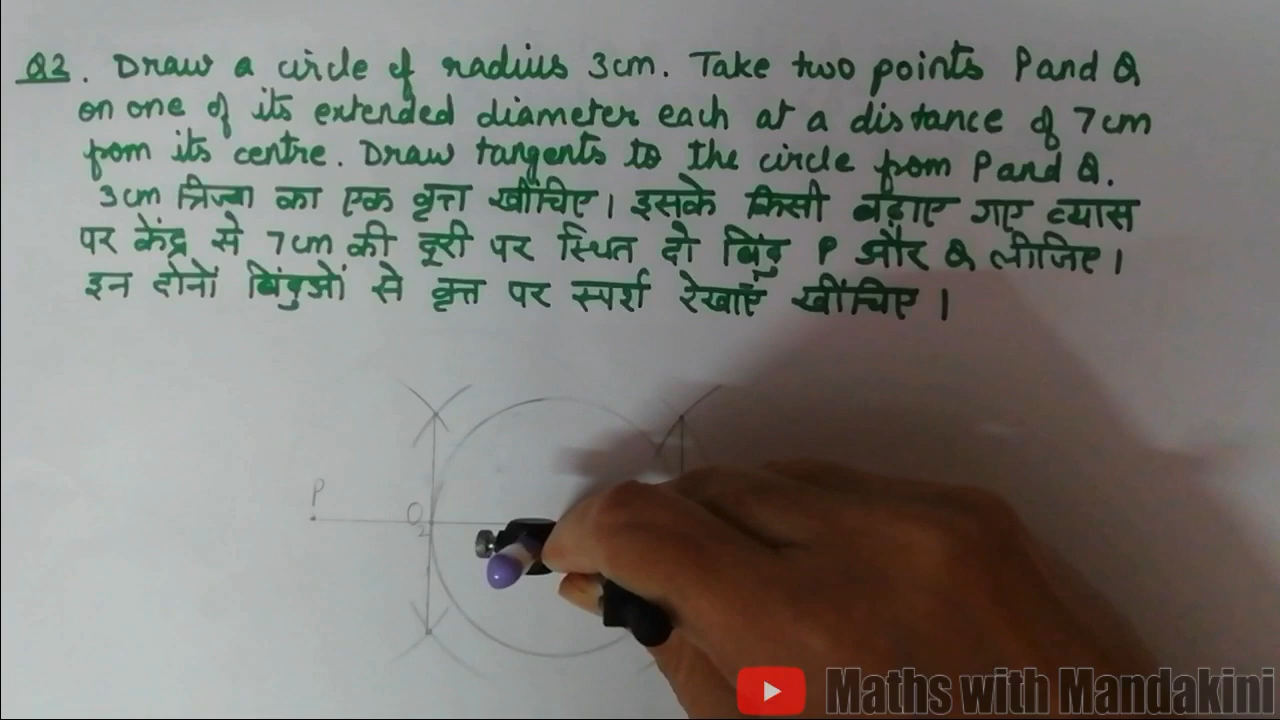 Q2. Draw a circle of radius 3cm. Take two points P and Q
on one of its extended diameter each at a distance of 7cm
from its centre. Draw tangents to the circle from P and Q.
3cm त्रिज्या का एक वृत्त खींचिए। इसके किसी बढ़ाए गए व्यास
पर केंद्र से 7cm की दूरी पर स्थित दो बिंदु P और Q लीजिए।
इन दोनों बिंदुओं से वृत्त पर स्पर्श रेखाएँ खींचिए।
P
O2
Maths with Mandakini